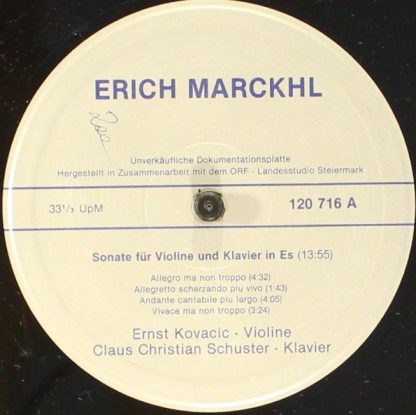 ERICH MARCKHL
Unverkäufliche Dokumentationsplatte
Hergestellt in Zusammenarbeit mit dem ORF - Landesstudio Steiermark
33¹/₃ UpM 120 716 A
Sonate für Violine und Klavier in Es (13:55)
Allegro ma non troppo (4:32)
Allegretto scherzando piu vivo (1:43)
Andante cantabile piu largo (4:05)
Vivace ma non troppo (3:24)
Ernst Kovacic - Violine
Claus Christian Schuster - Klavier